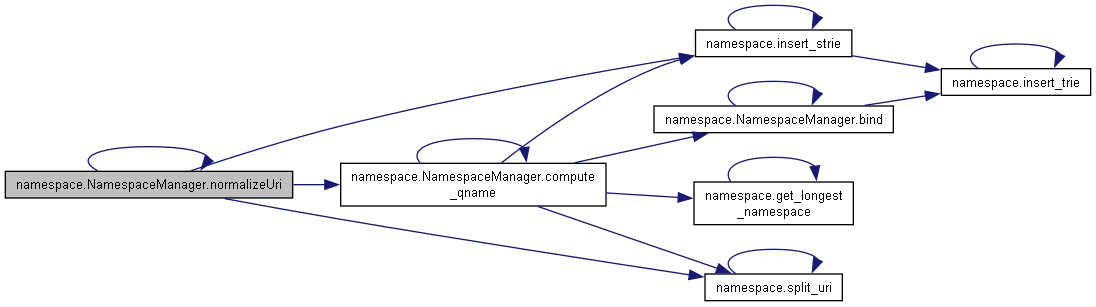 namespace.NamespaceManager.normalizeUri
namespace.NamespaceManager.compute
_qname
namespace.insert_strie
namespace.NamespaceManager.bind
namespace.get_longest
_namespace
namespace.split_uri
namespace.insert_trie